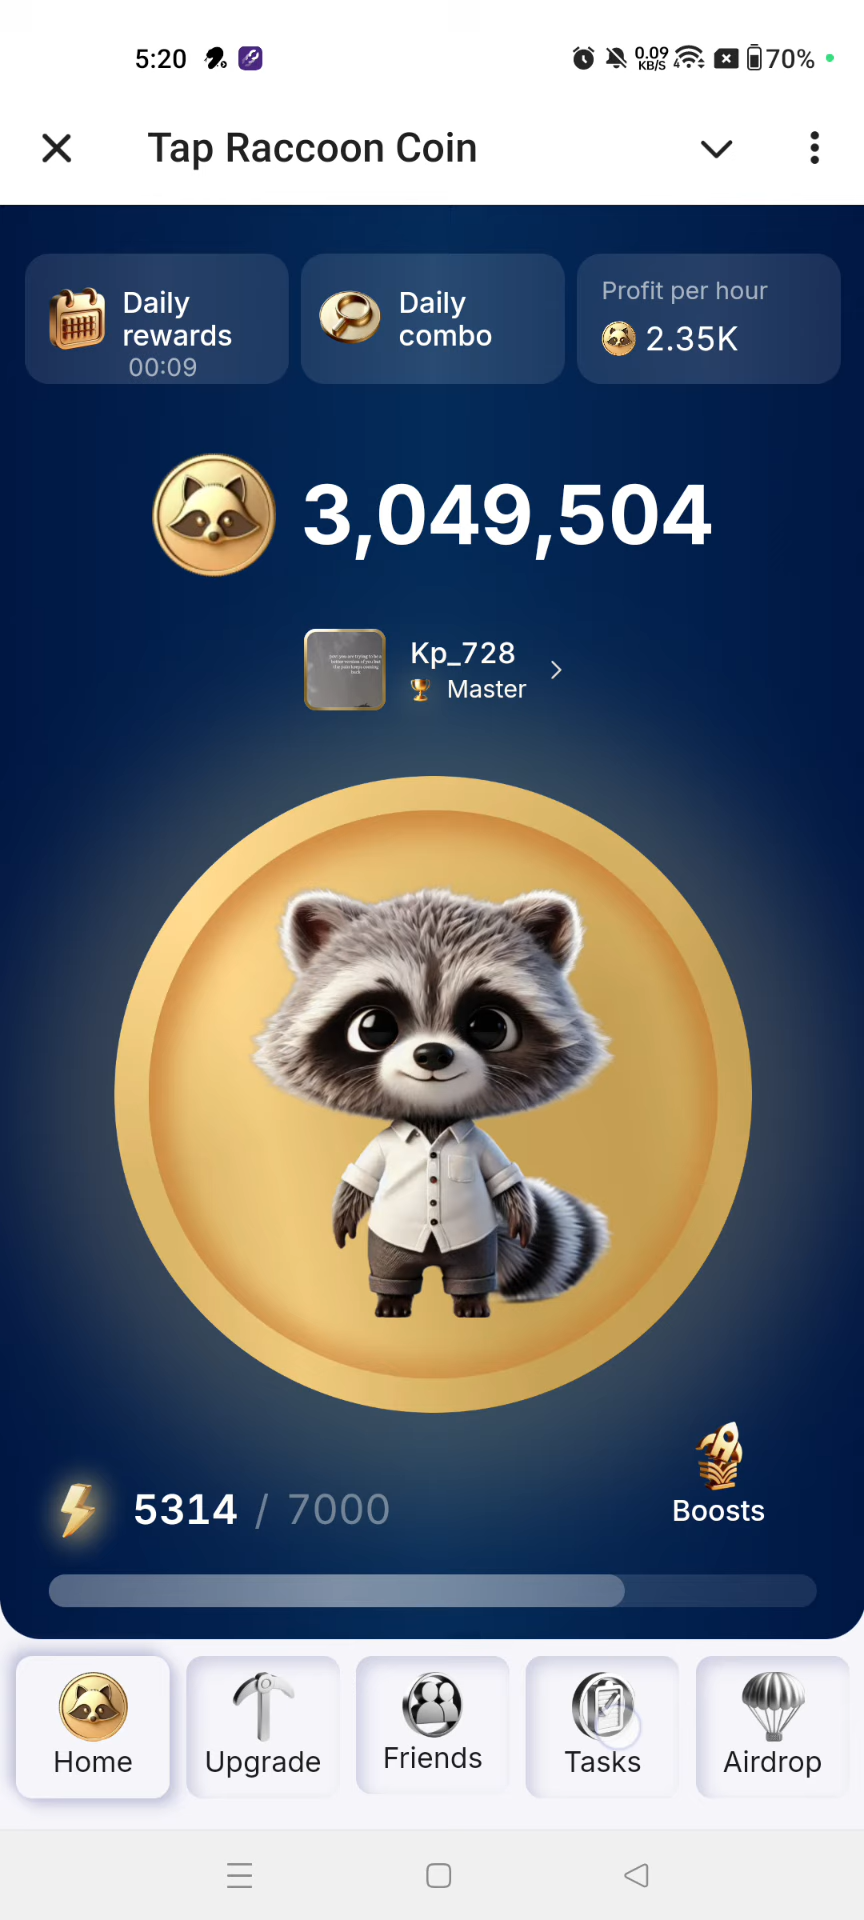 5:20
0.09
KB/S
4
70%
Tap Raccoon Coin
Daily
rewards
00:09
Daily
combo
Profit per hour
2.35K
3,049,504
Kp_728
Master
5314 / 7000
Boosts
Home
Upgrade
Friends
Tasks
Airdrop